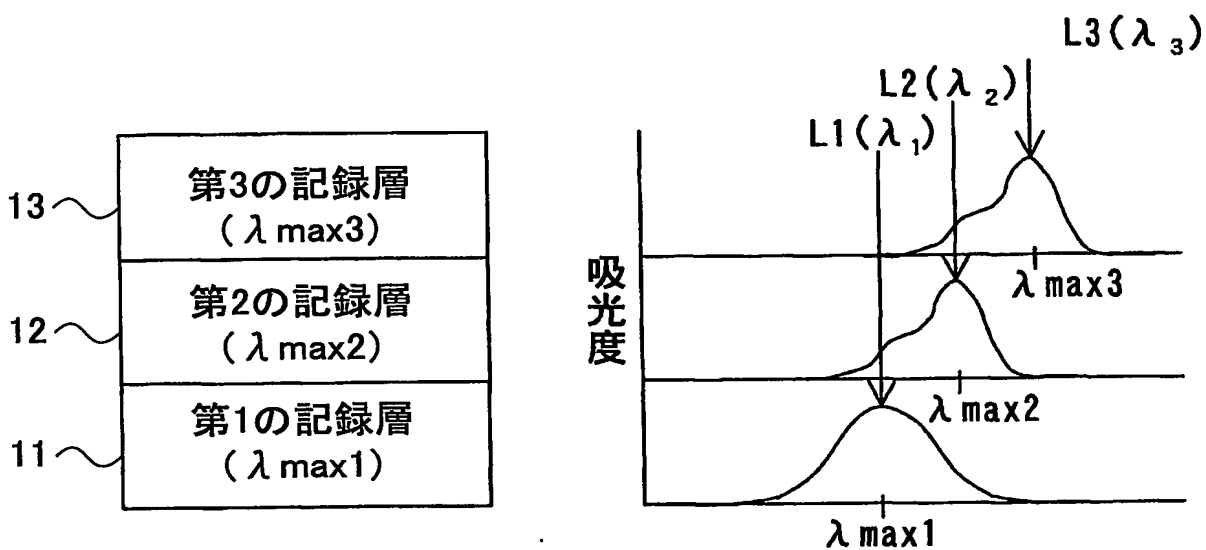 13
第3の記録層
(λmax3)
12
第2の記録層
(λmax2)
11
第1の記録層
(λmax1)
吸光度
L3(λ₃)
L2(λ₂)
L1(λ₁)
λmax3
λmax2
λmax1